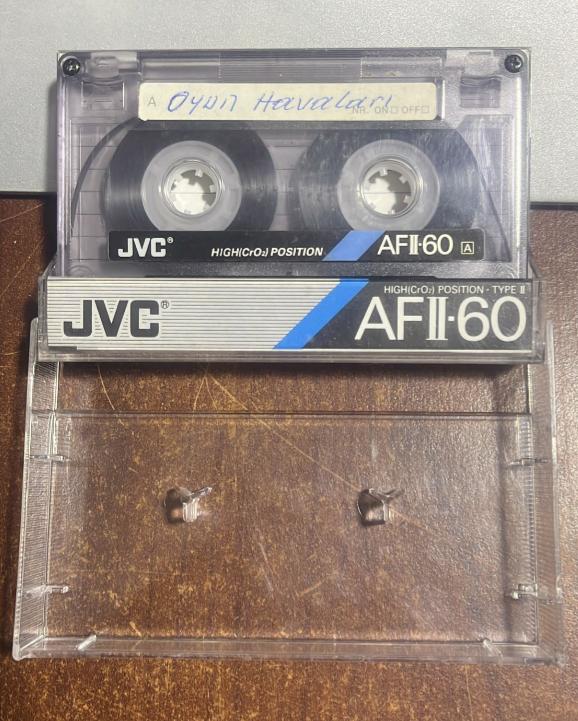 A Oyun Havaları
NR. ON□ OFF□
JVC®
HIGH(CrO₂) POSITION
AFII-60 A
HIGH(CrO₂) POSITION · TYPE II
JVC®
AFII-60